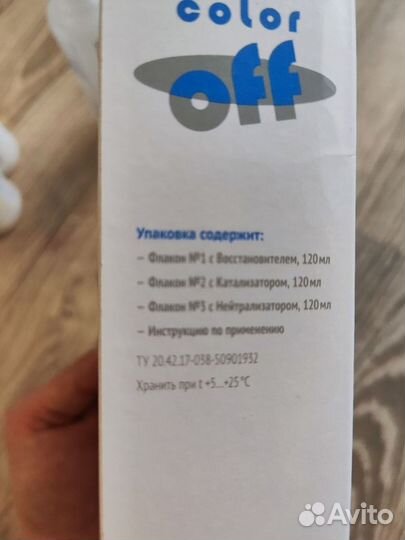 color
off
Упаковка содержит:
– Флакон №1 с Восстановителем, 120 мл
– Флакон №2 с Катализатором, 120 мл
– Флакон №3 с Нейтрализатором, 120 мл
– Инструкцию по применению
ТУ 20.42.17-038-50901932
Хранить при t +5...+25 °C
Avito